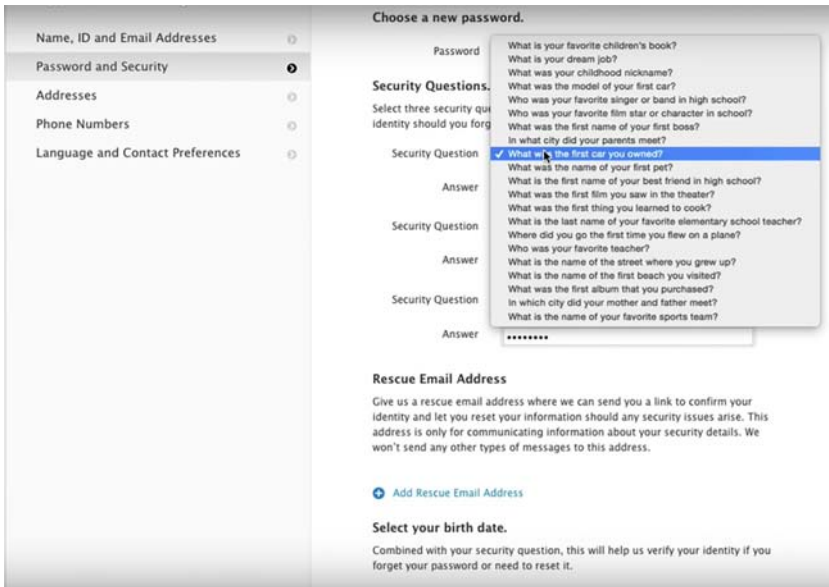 Choose a new password.
Name, ID and Email Addresses
Password and Security
Addresses
Phone Numbers
Language and Contact Preferences
Password
Security Questions.
Select three security que
identity should you forg
Security Question
Answer
Security Question
Answer
Security Question
Answer
What is your favorite children's book?
What is your dream job?
What was your childhood nickname?
What was the model of your first car?
Who was your favorite singer or band in high school?
Who was your favorite film star or character in school?
What was the first name of your first boss?
In what city did your parents meet?
✓ What was the first car you owned?
What was the name of your first pet?
What is the first name of your best friend in high school?
What was the first film you saw in the theater?
What was the first thing you learned to cook?
What is the last name of your favorite elementary school teacher?
Where did you go the first time you flew on a plane?
Who was your favorite teacher?
What is the name of the street where you grew up?
What is the name of the first beach you visited?
What was the first album that you purchased?
In which city did your mother and father meet?
What is the name of your favorite sports team?
••••••••
Rescue Email Address
Give us a rescue email address where we can send you a link to confirm your
identity and let you reset your information should any security issues arise. This
address is only for communicating information about your security details. We
won't send any other types of messages to this address.
Add Rescue Email Address
Select your birth date.
Combined with your security question, this will help us verify your identity if you
forget your password or need to reset it.